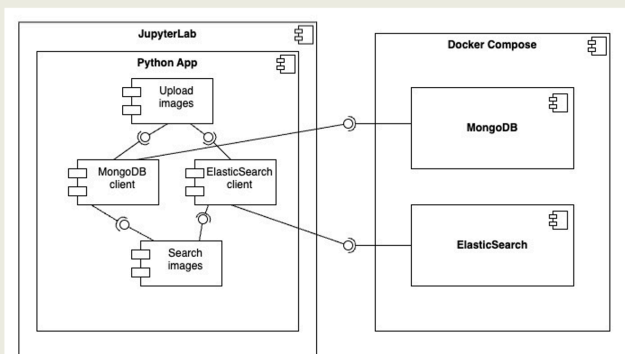 JupyterLab
Python App
Upload
images
MongoDB
client
ElasticSearch
client
Search
images
Docker Compose
MongoDB
ElasticSearch